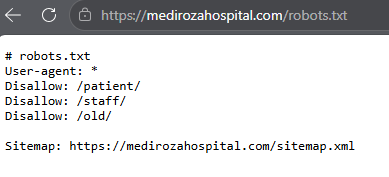 https://medirozahospital.com/robots.txt
# robots.txt
User-agent: *
Disallow: /patient/
Disallow: /staff/
Disallow: /old/
Sitemap: https://medirozahospital.com/sitemap.xml